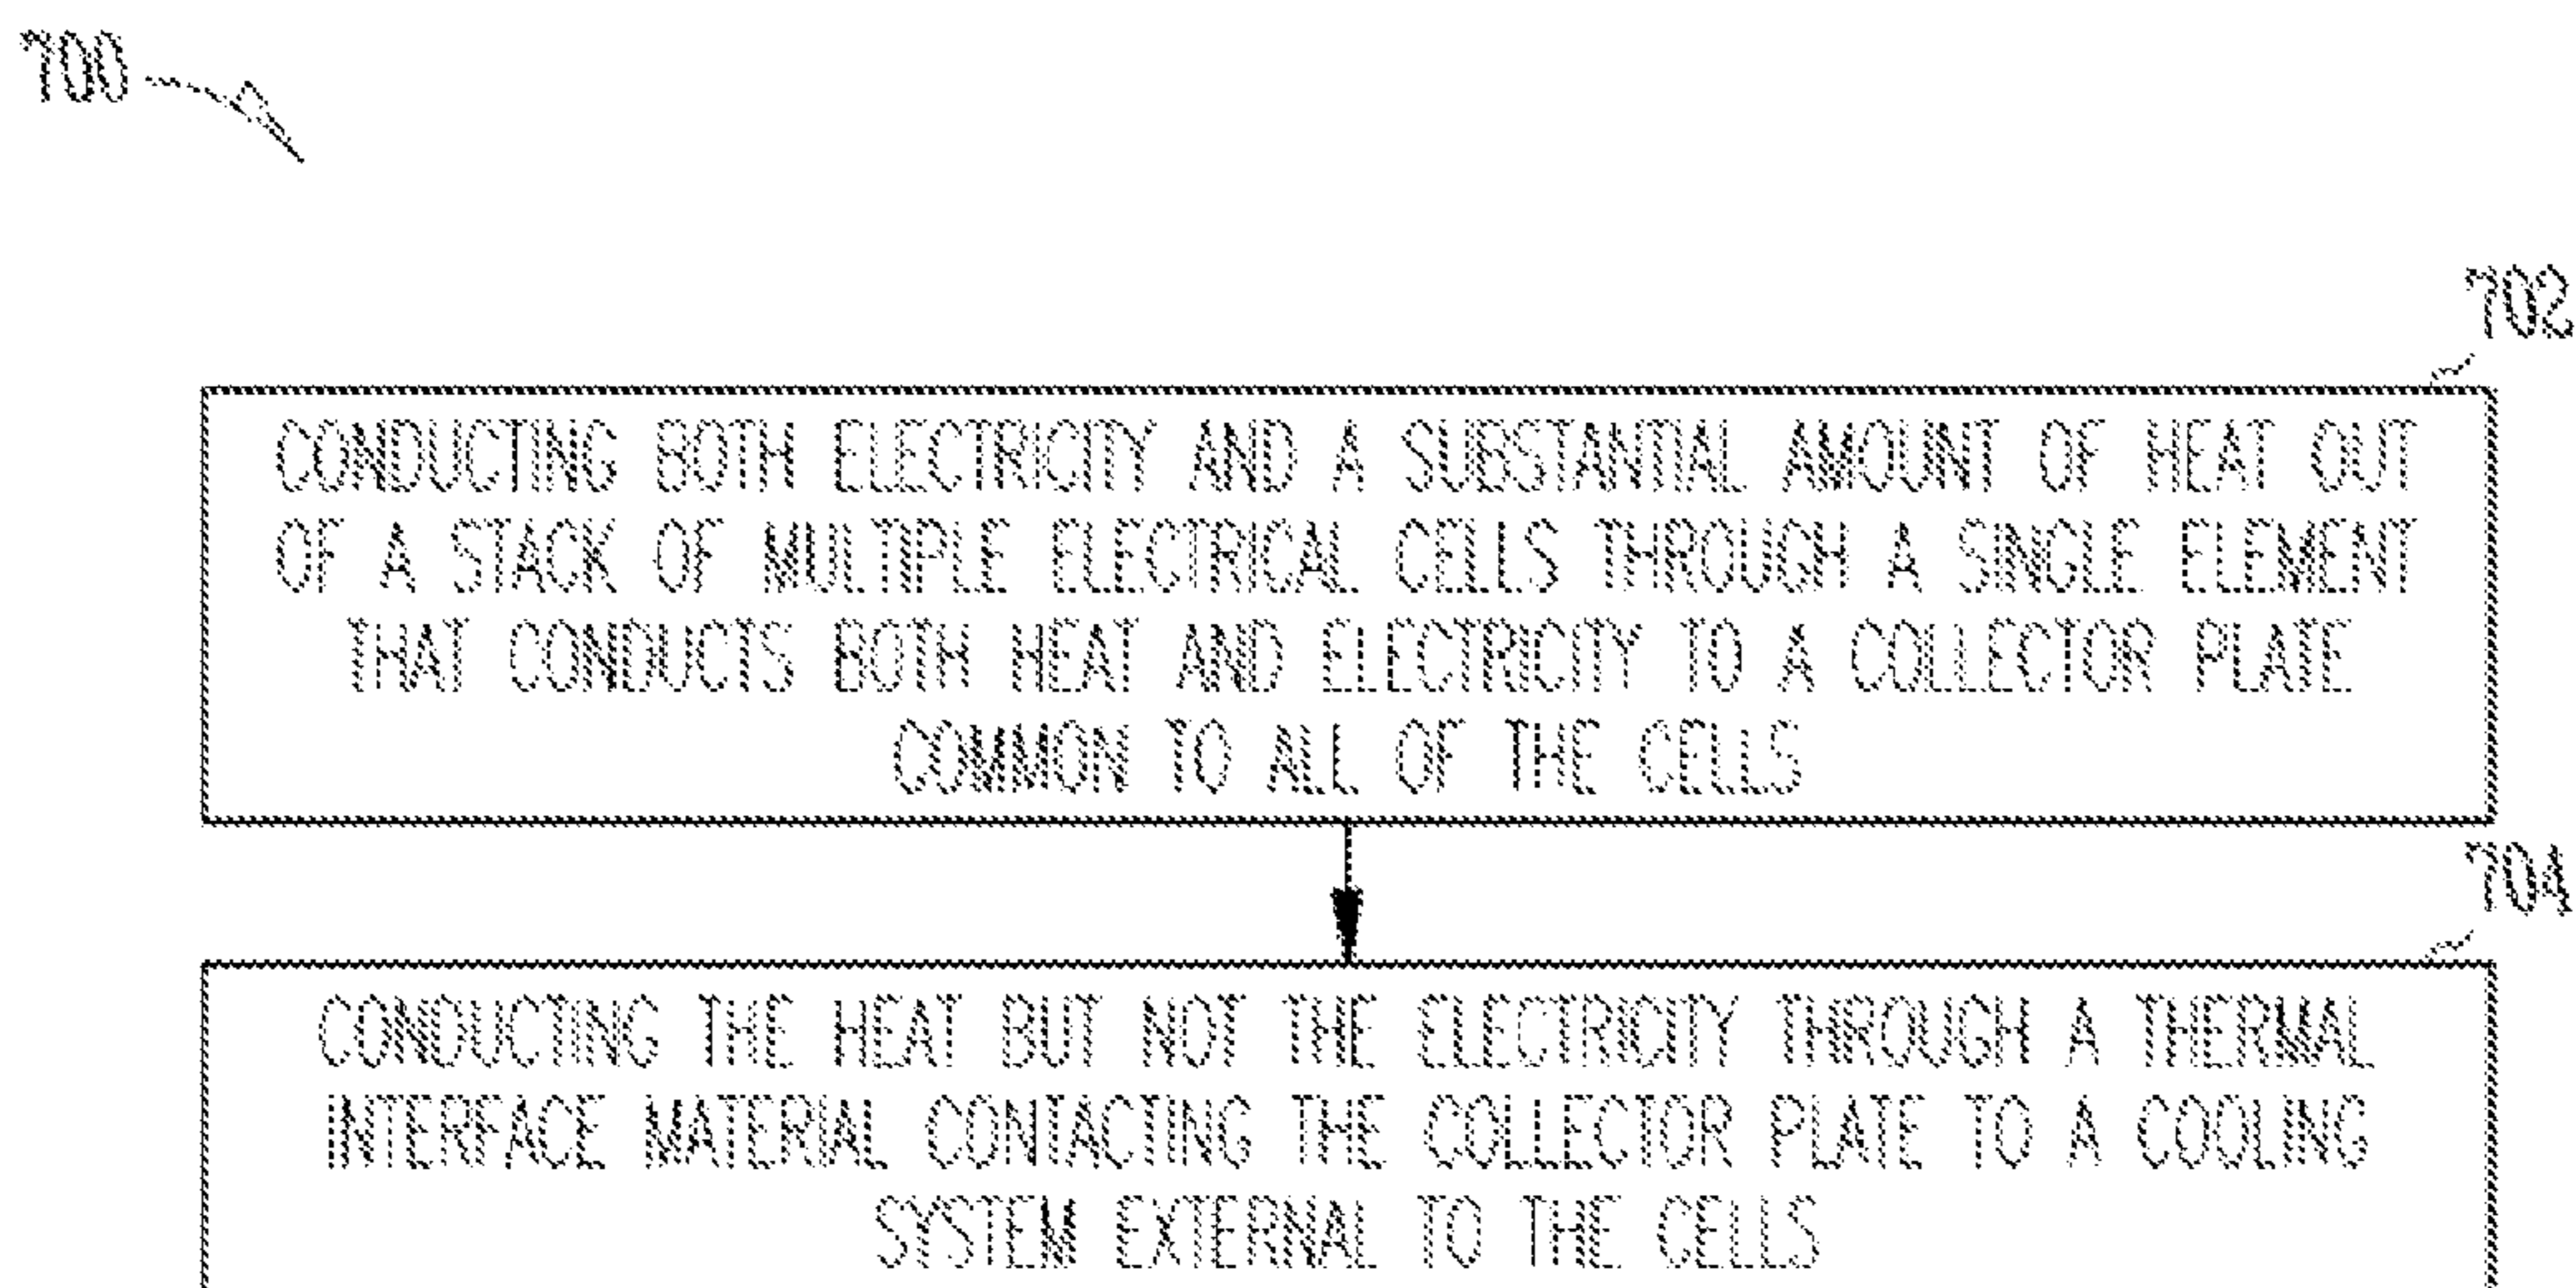 700
702
CONDUCTING BOTH ELECTRICITY AND A SUBSTANTIAL AMOUNT OF HEAT OUT
OF A STACK OF MULTIPLE ELECTRICAL CELLS THROUGH A SINGLE ELEMENT
THAT CONDUCTS BOTH HEAT AND ELECTRICITY TO A COLLECTOR PLATE
COMMON TO ALL OF THE CELLS
704
CONDUCTING THE HEAT BUT NOT THE ELECTRICITY THROUGH A THERMAL
INTERFACE MATERIAL CONTACTING THE COLLECTOR PLATE TO A COOLING
SYSTEM EXTERNAL TO THE CELLS